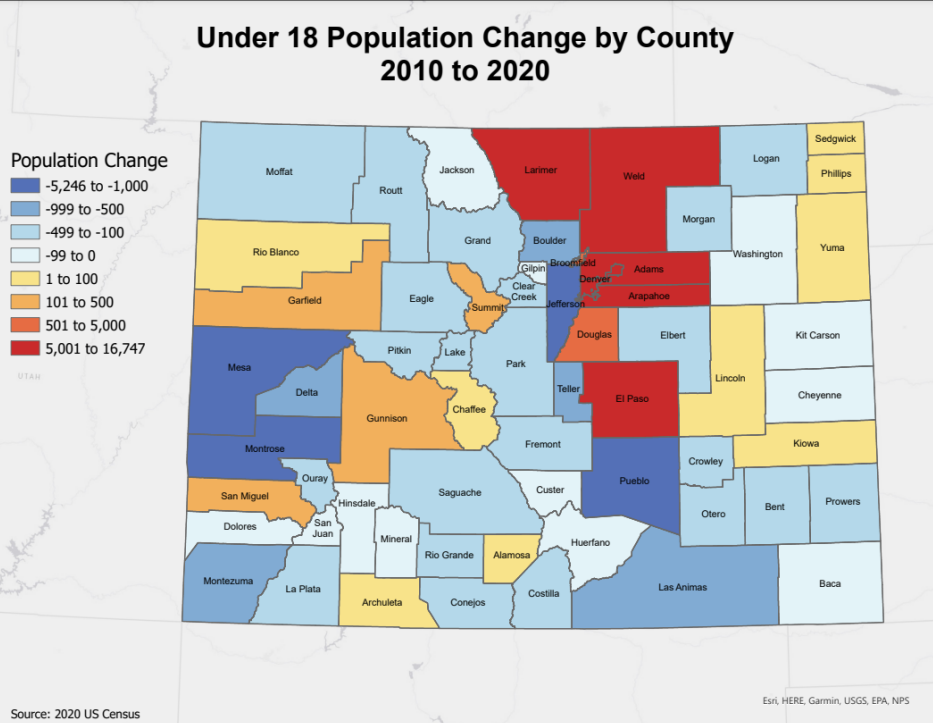 Under 18 Population Change by County
2010 to 2020
Population Change
-5,246 to -1,000
-999 to -500
-499 to -100
-99 to 0
1 to 100
101 to 500
501 to 5,000
5,001 to 16,747
Moffat
Routt
Jackson
Larimer
Weld
Logan
Sedgwick
Phillips
Morgan
Washington
Yuma
Rio Blanco
Grand
Boulder
Broomfield
Gilpin
Clear
Creek
Denver
Adams
Arapahoe
Garfield
Eagle
Summit
Jefferson
Douglas
Elbert
Kit Carson
Mesa
Pitkin
Lake
Park
Lincoln
Delta
Teller
El Paso
Cheyenne
Gunnison
Chaffee
Fremont
Kiowa
Montrose
Crowley
Ouray
Pueblo
San Miguel
Saguache
Custer
Otero
Bent
Prowers
Hinsdale
Dolores
San
Juan
Mineral
Huerfano
Rio Grande
Alamosa
Montezuma
La Plata
Archuleta
Conejos
Costilla
Las Animas
Baca
UTAH
Esri, HERE, Garmin, USGS, EPA, NPS
Source: 2020 US Census